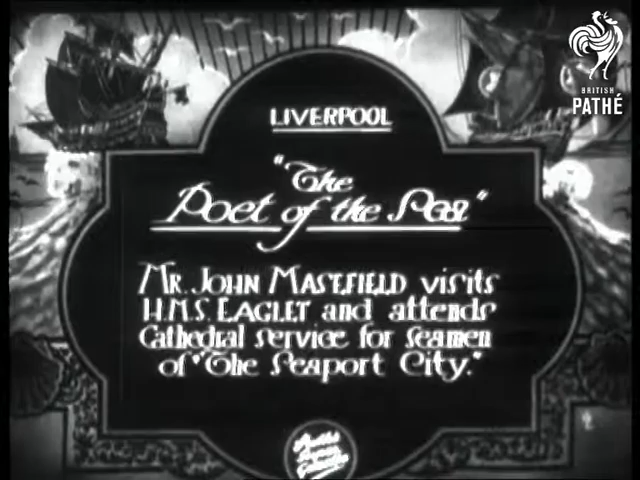 BRITISH
PATHÉ
LIVERPOOL
"The
Poet of the Sea"
MR. JOHN MASEFIELD visits
H.M.S. EAGLET and attends
Cathedral service for seamen
of "The Seaport City."